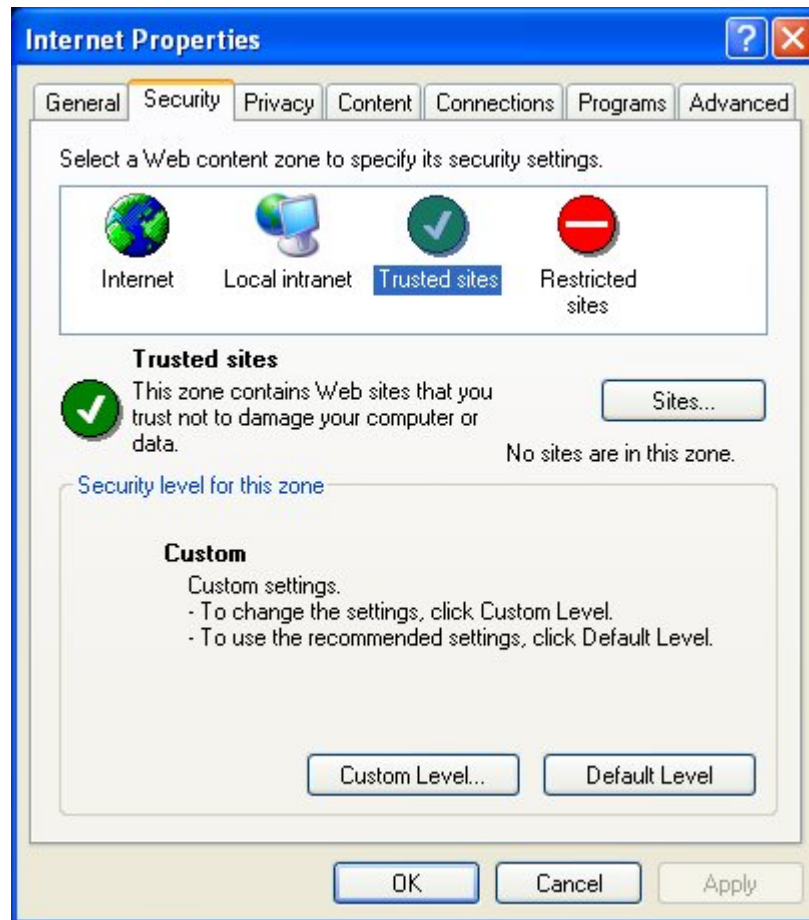 Internet Properties
General Security Privacy Content Connections Programs Advanced
Select a Web content zone to specify its security settings.
Internet Local intranet Trusted sites Restricted
sites
Trusted sites
This zone contains Web sites that you
trust not to damage your computer or
data.
Sites...
No sites are in this zone.
Security level for this zone
Custom
Custom settings.
- To change the settings, click Custom Level.
- To use the recommended settings, click Default Level.
Custom Level... Default Level
OK Cancel Apply